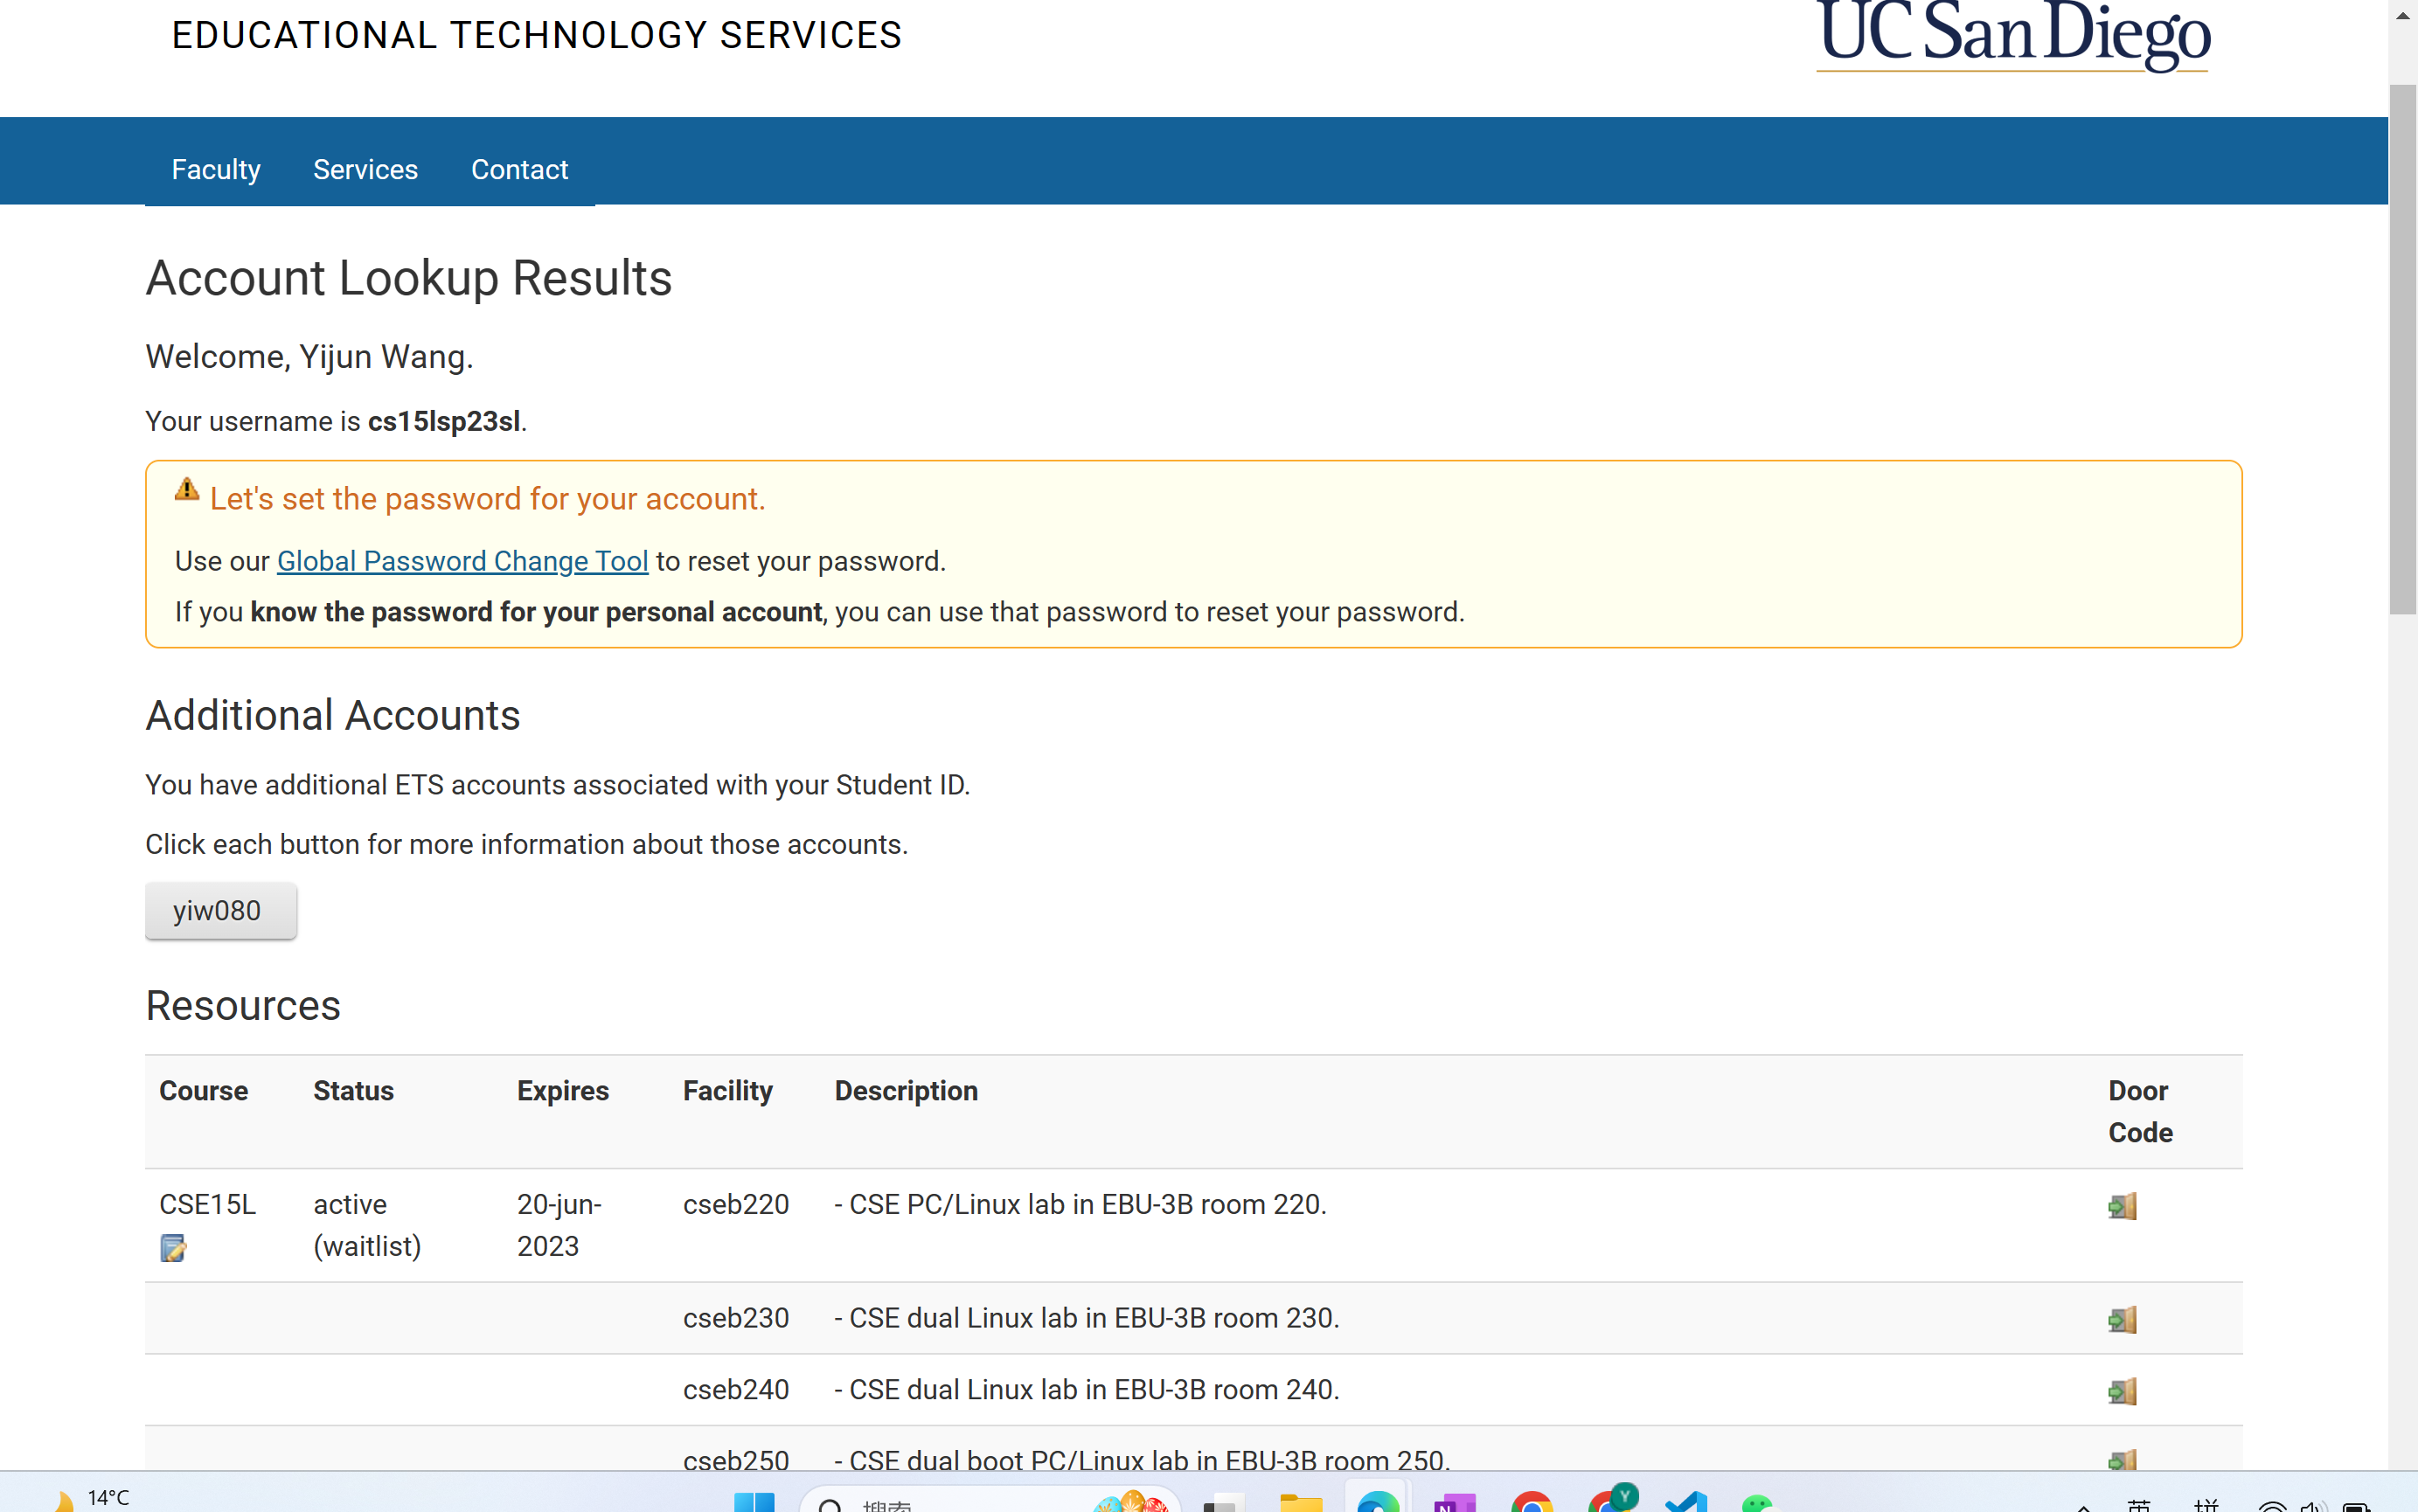 EDUCATIONAL TECHNOLOGY SERVICES
UC San Diego
Faculty Services Contact
Account Lookup Results
Welcome, Yijun Wang.
Your username is cs15lsp23sl.
Let's set the password for your account.
Use our Global Password Change Tool to reset your password.
If you know the password for your personal account, you can use that password to reset your password.
Additional Accounts
You have additional ETS accounts associated with your Student ID.
Click each button for more information about those accounts.
yiw080
Resources
Course Status Expires Facility Description Door
Code
CSE15L active 20-jun- cseb220 - CSE PC/Linux lab in EBU-3B room 220.
(waitlist) 2023
cseb230 - CSE dual Linux lab in EBU-3B room 230.
cseb240 - CSE dual Linux lab in EBU-3B room 240.
cseb250 - CSE dual boot PC/Linux lab in EBU-3B room 250.
14°C 搜索 N Y 英 拼